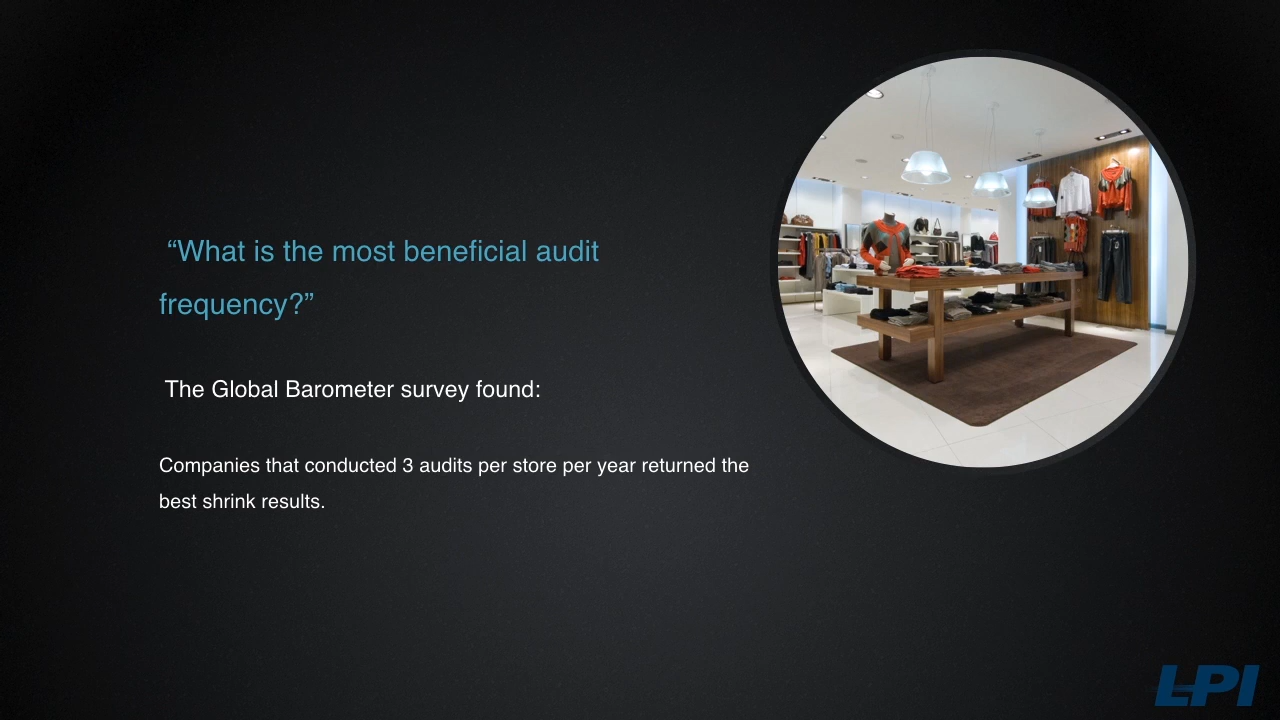 “What is the most beneficial audit
frequency?”
The Global Barometer survey found:
Companies that conducted 3 audits per store per year returned the
best shrink results.
LPI